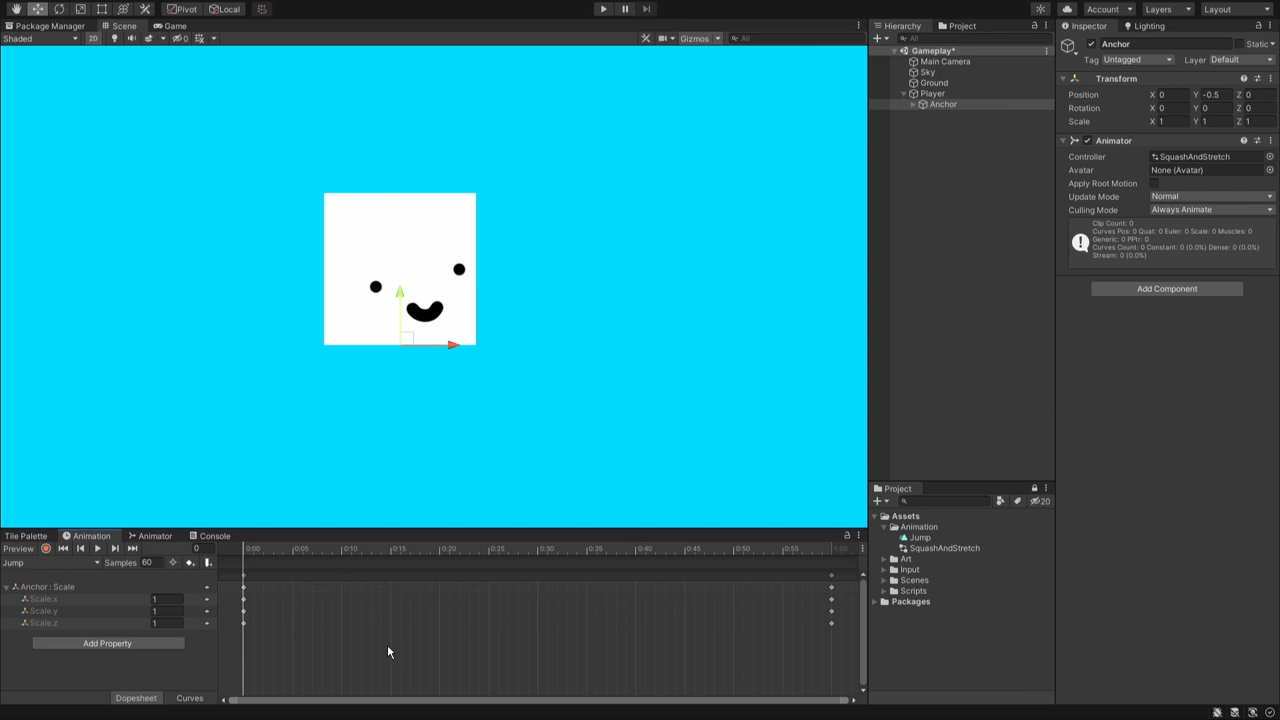 Pivot Local Account Layers Layout
Package Manager Scene Game Hierarchy Project Inspector Lighting
Shaded 2D 0 Gizmos All All
Anchor Static
Gameplay*
Main Camera
Sky
Ground
Player
Anchor
Tag Untagged Layer Default
Transform
Position X 0 Y -0.5 Z 0
Rotation X 0 Y 0 Z 0
Scale X 1 Y 1 Z 1
Animator
Controller SquashAndStretch
Avatar None (Avatar)
Apply Root Motion
Update Mode Normal
Culling Mode Always Animate
Clip Count: 0
Curves Pos: 0 Quat: 0 Euler: 0 Scale: 0 Muscles: 0
Generic: 0 PPtr: 0
Curves Count: 0 Constant: 0 (0.0%) Dense: 0 (0.0%)
Stream: 0 (0.0%)
Add Component
Project
20
Assets
Animation
Jump
SquashAndStretch
Art
Input
Scenes
Scripts
Packages
Tile Palette Animation Animator Console
Preview 0 0:00 0:05 0:10 0:15 0:20 0:25 0:30 0:35 0:40 0:45 0:50 0:55 1:00
Jump Samples 60
Anchor : Scale
Scale.x 1
Scale.y 1
Scale.z 1
Add Property
Dopesheet Curves